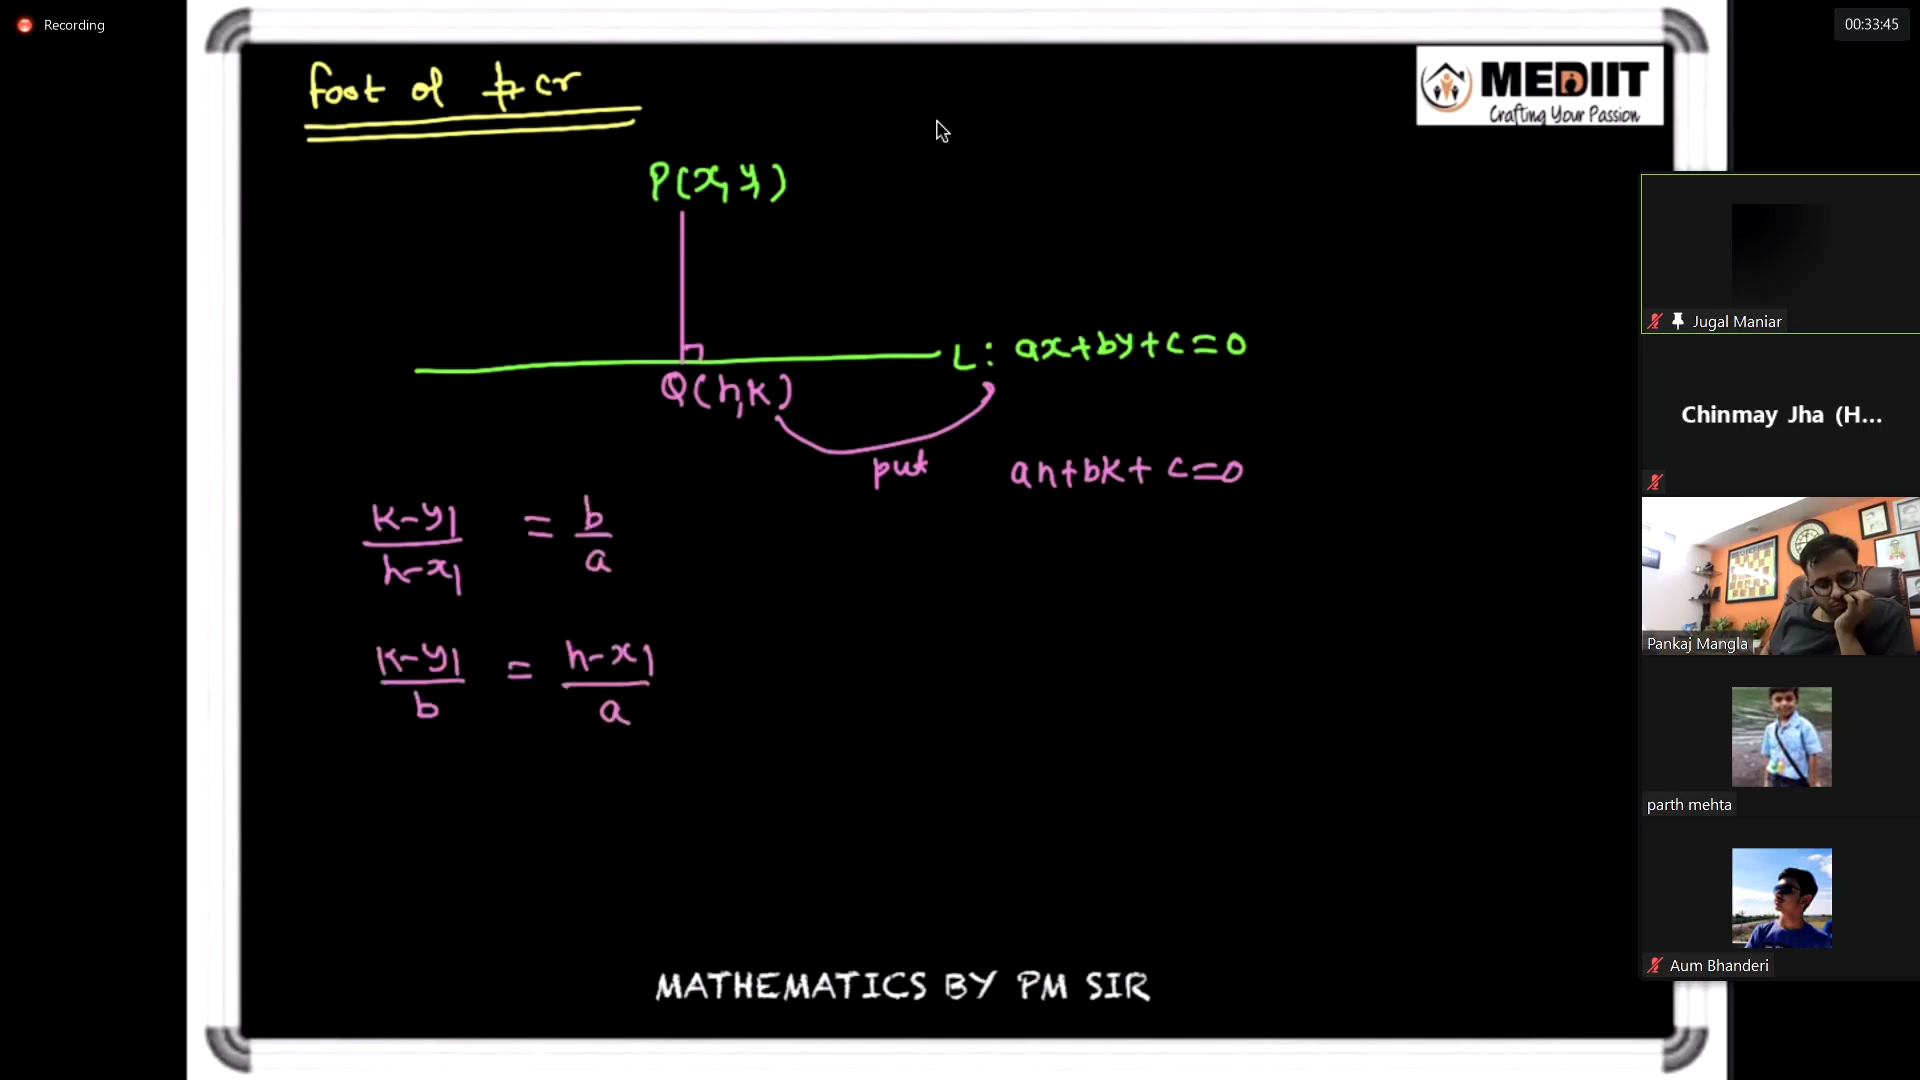 Recording
00:33:45
foot of ⊥cr
MEDIIT
Crafting Your Passion
P(x₁, y₁)
L: ax+by+c=0
Q(h,k)
put
ah+bk+c=0
k-y₁
h-x₁
= b
a
k-y₁
b
= h-x₁
a
MATHEMATICS BY PM SIR
Jugal Maniar
Chinmay Jha (H...
Pankaj Mangla
parth mehta
Aum Bhanderi